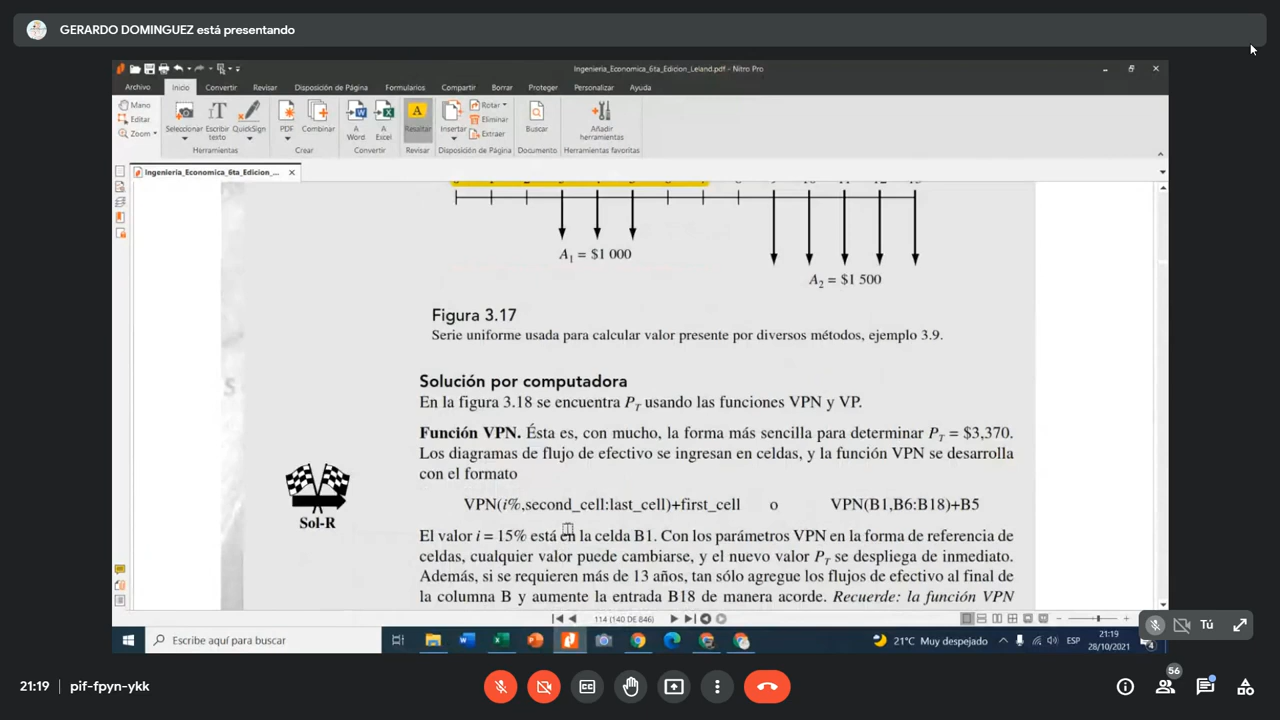 GERARDO DOMINGUEZ está presentando
Ingenieria_Economica_6ta_Edicion_Leland.pdf - Nitro Pro
Archivo Inicio Convertir Revisar Disposición de Página Formularios Compartir Borrar Proteger Personalizar Ayuda
Mano
Editar
Zoom
Seleccionar Escribir texto QuickSign
Herramientas
PDF Combinar
Crear
A Word A Excel
Convertir
Resaltar
Revisar
Insertar Rotar Eliminar Extraer
Disposición de Página
Buscar
Documento
Añadir herramientas
Herramientas favoritas
Ingenieria_Economica_6ta_Edicion_...
A1 = $1 000
A2 = $1 500
Figura 3.17
Serie uniforme usada para calcular valor presente por diversos métodos, ejemplo 3.9.
Solución por computadora
En la figura 3.18 se encuentra PT usando las funciones VPN y VP.
Función VPN. Ésta es, con mucho, la forma más sencilla para determinar PT = $3,370.
Los diagramas de flujo de efectivo se ingresan en celdas, y la función VPN se desarrolla
con el formato
VPN(i%,second_cell:last_cell)+first_cell o VPN(B1,B6:B18)+B5
Sol-R
El valor i = 15% está en la celda B1. Con los parámetros VPN en la forma de referencia de
celdas, cualquier valor puede cambiarse, y el nuevo valor PT se despliega de inmediato.
Además, si se requieren más de 13 años, tan sólo agregue los flujos de efectivo al final de
la columna B y aumente la entrada B18 de manera acorde. Recuerde: la función VPN
114 (140 DE 846)
Tú
Escribe aquí para buscar
21°C Muy despejado
ESP
21:19
28/10/2021
4
21:19 | pif-fpyn-ykk
56